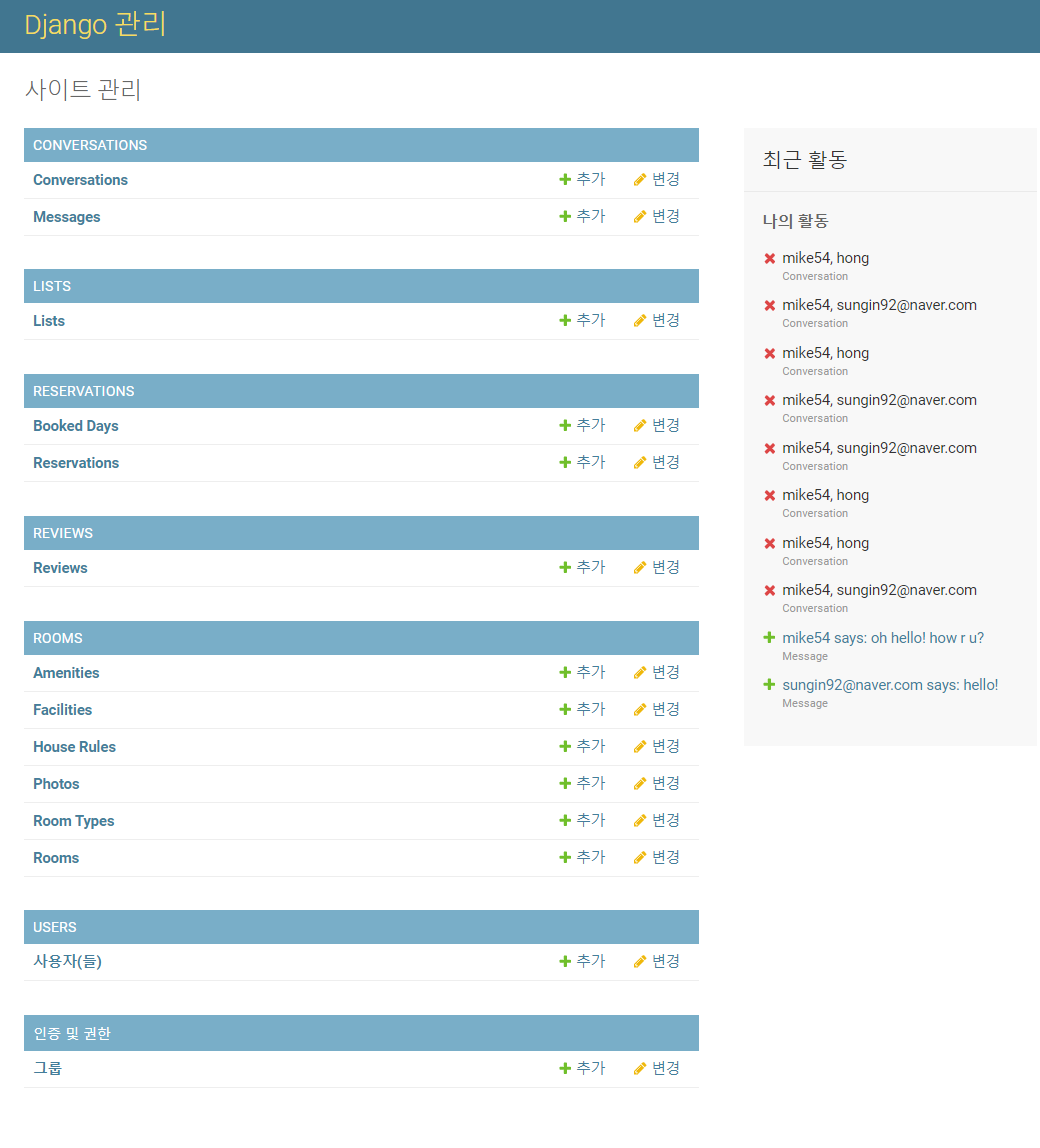 Django 관리
사이트 관리
CONVERSATIONS
Conversations 추가 변경
Messages 추가 변경
LISTS
Lists 추가 변경
RESERVATIONS
Booked Days 추가 변경
Reservations 추가 변경
REVIEWS
Reviews 추가 변경
ROOMS
Amenities 추가 변경
Facilities 추가 변경
House Rules 추가 변경
Photos 추가 변경
Room Types 추가 변경
Rooms 추가 변경
USERS
사용자(들) 추가 변경
인증 및 권한
그룹 추가 변경
최근 활동
나의 활동
mike54, hong
Conversation
mike54, sungin92@naver.com
Conversation
mike54, hong
Conversation
mike54, sungin92@naver.com
Conversation
mike54, sungin92@naver.com
Conversation
mike54, hong
Conversation
mike54, hong
Conversation
mike54, sungin92@naver.com
Conversation
mike54 says: oh hello! how r u?
Message
sungin92@naver.com says: hello!
Message